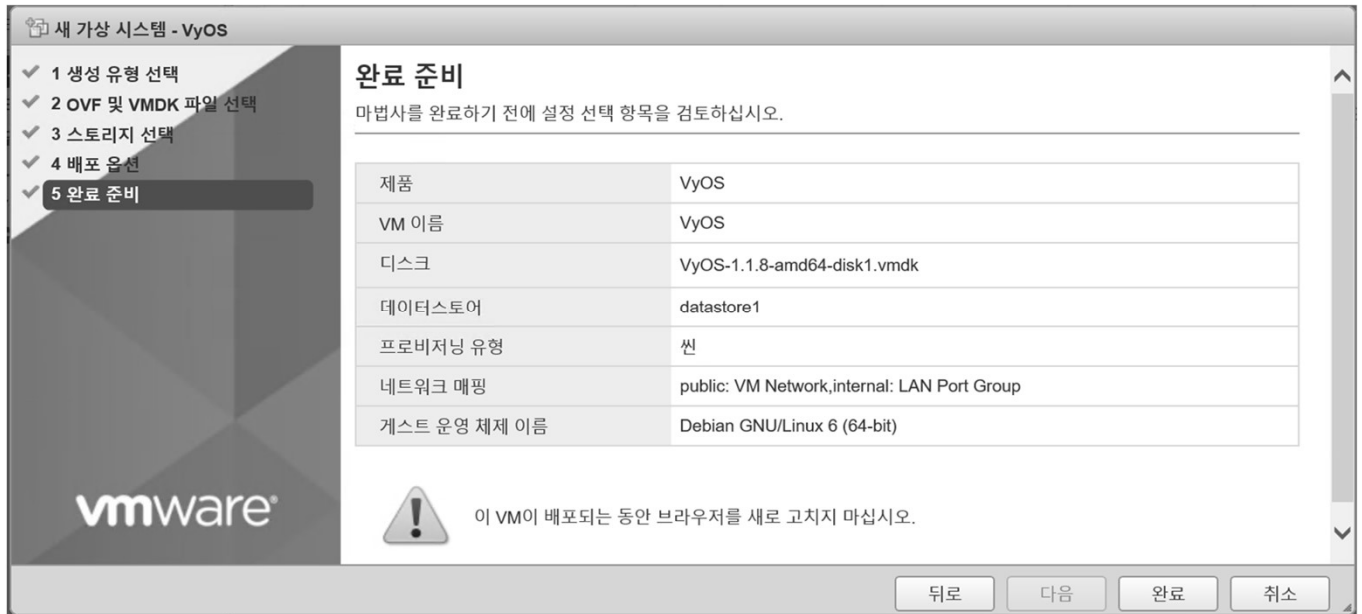 새 가상 시스템 - VyOS
1 생성 유형 선택
2 OVF 및 VMDK 파일 선택
3 스토리지 선택
4 배포 옵션
5 완료 준비
vmware®
완료 준비
마법사를 완료하기 전에 설정 선택 항목을 검토하십시오.
제품 VyOS
VM 이름 VyOS
디스크 VyOS-1.1.8-amd64-disk1.vmdk
데이터스토어 datastore1
프로비저닝 유형 씬
네트워크 매핑 public: VM Network,internal: LAN Port Group
게스트 운영 체제 이름 Debian GNU/Linux 6 (64-bit)
이 VM이 배포되는 동안 브라우저를 새로 고치지 마십시오.
뒤로 다음 완료 취소